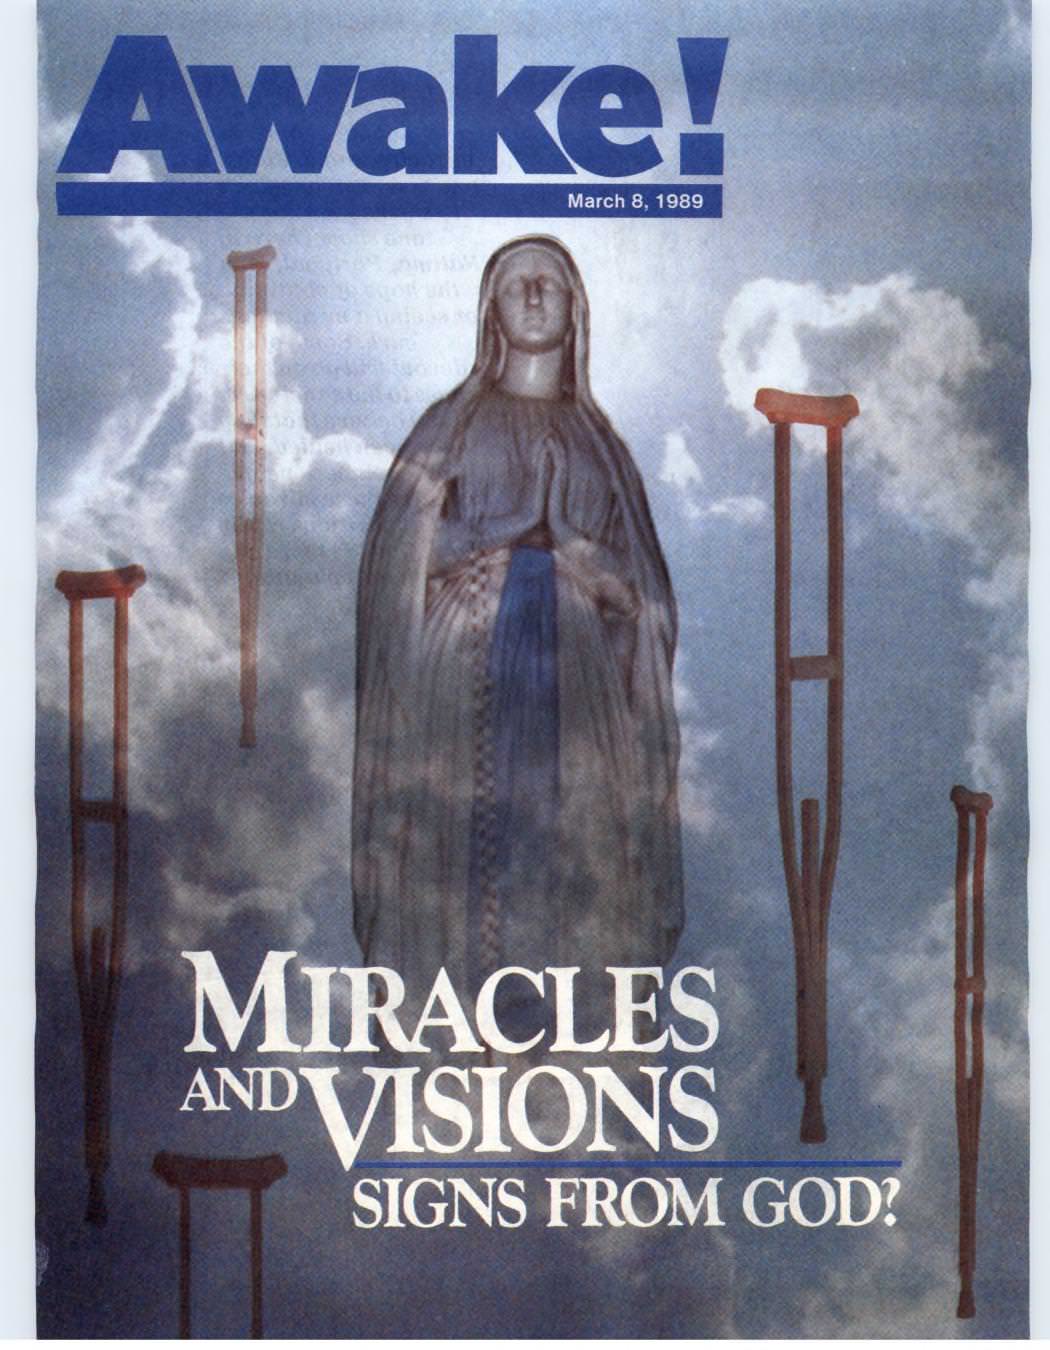 Awake!
March 8, 1989
MIRACLES
AND VISIONS
SIGNS FROM GOD?